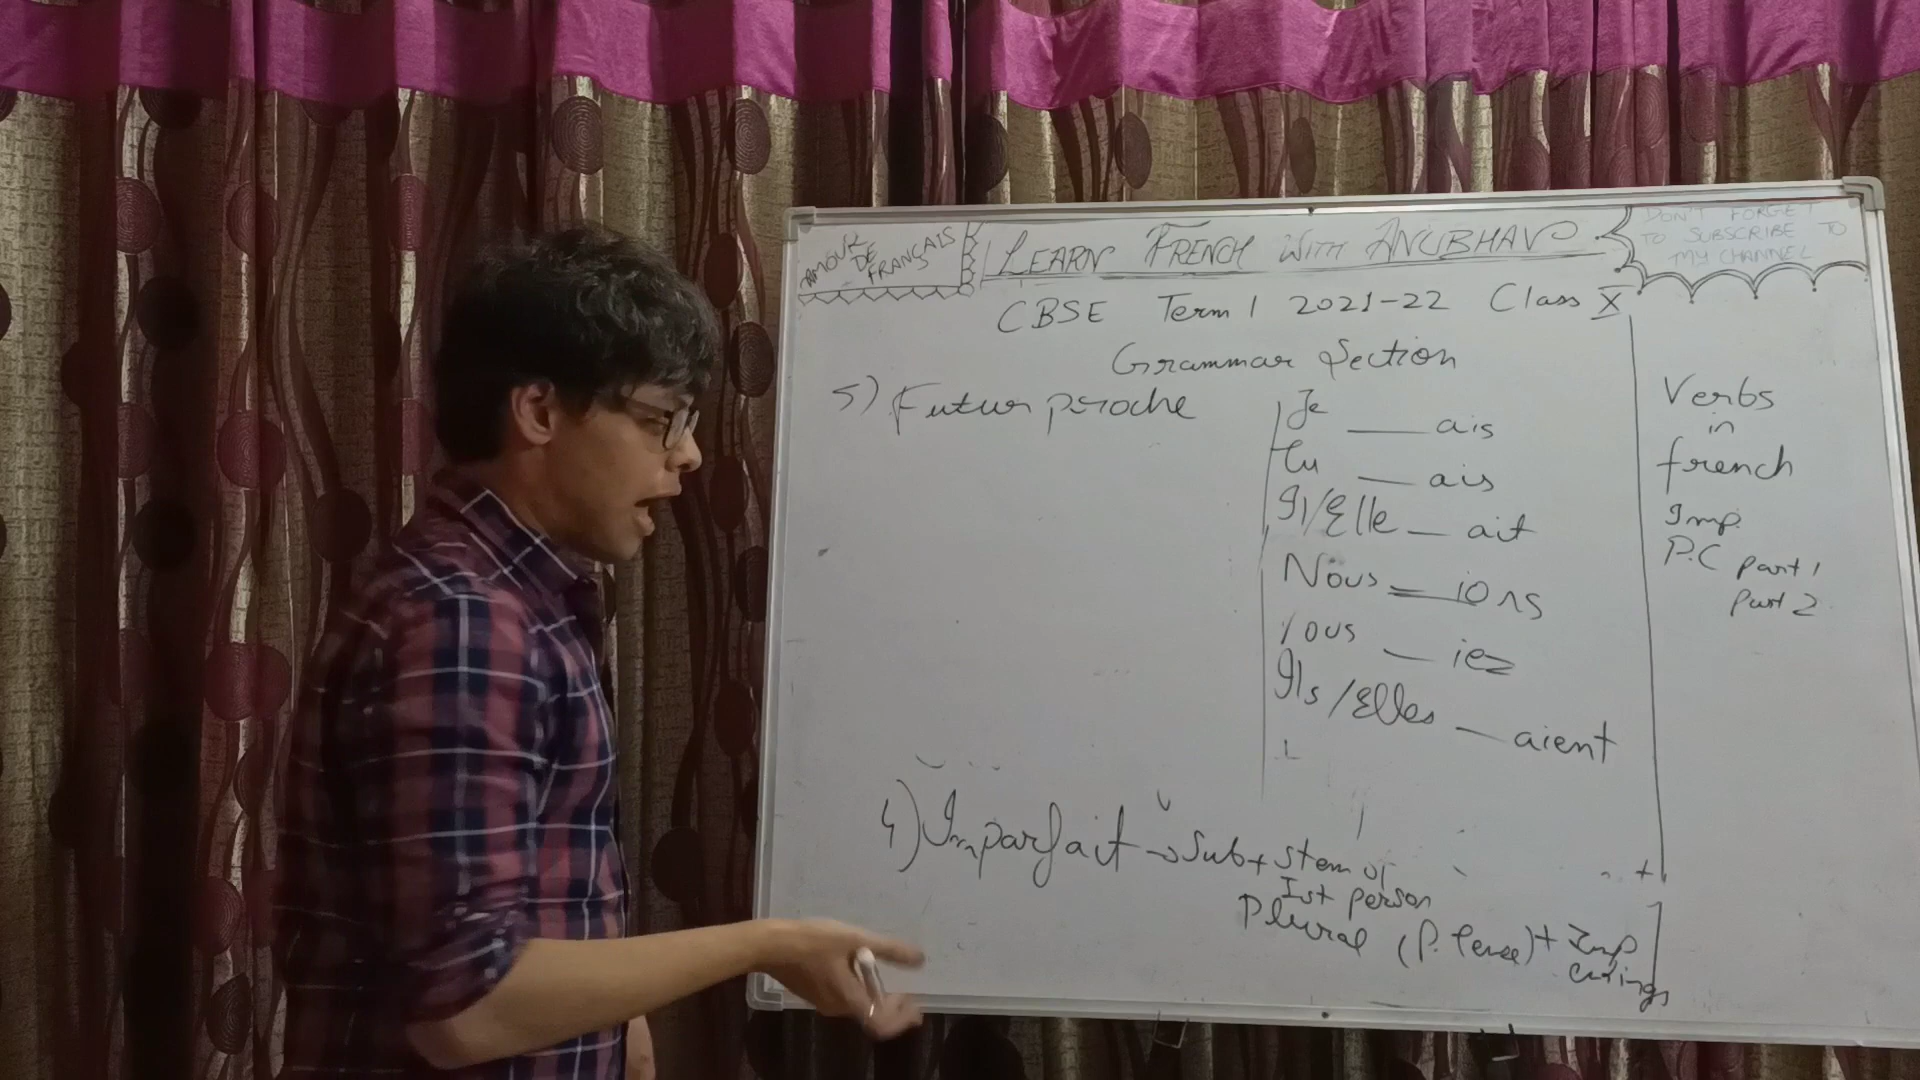 AMOUR
DE
FRANÇAIS
LEARN FRENCH WITH ANUBHAV
DON'T FORGET
TO SUBSCRIBE TO
MY CHANNEL
CBSE Term 1 2021-22 Class X
Grammar Section
5) Futur proche
Je ___ ais
Tu __ ais
Il/Elle _ ait
Nous _ ions
Vous _ iez
Ils/Elles _ aient
Verbs
in
french
Imp.
P.C Part 1
Part 2
4) Imparfait → Sub + stem of
Ist person
Plural (P. Tense) + Imp
endings